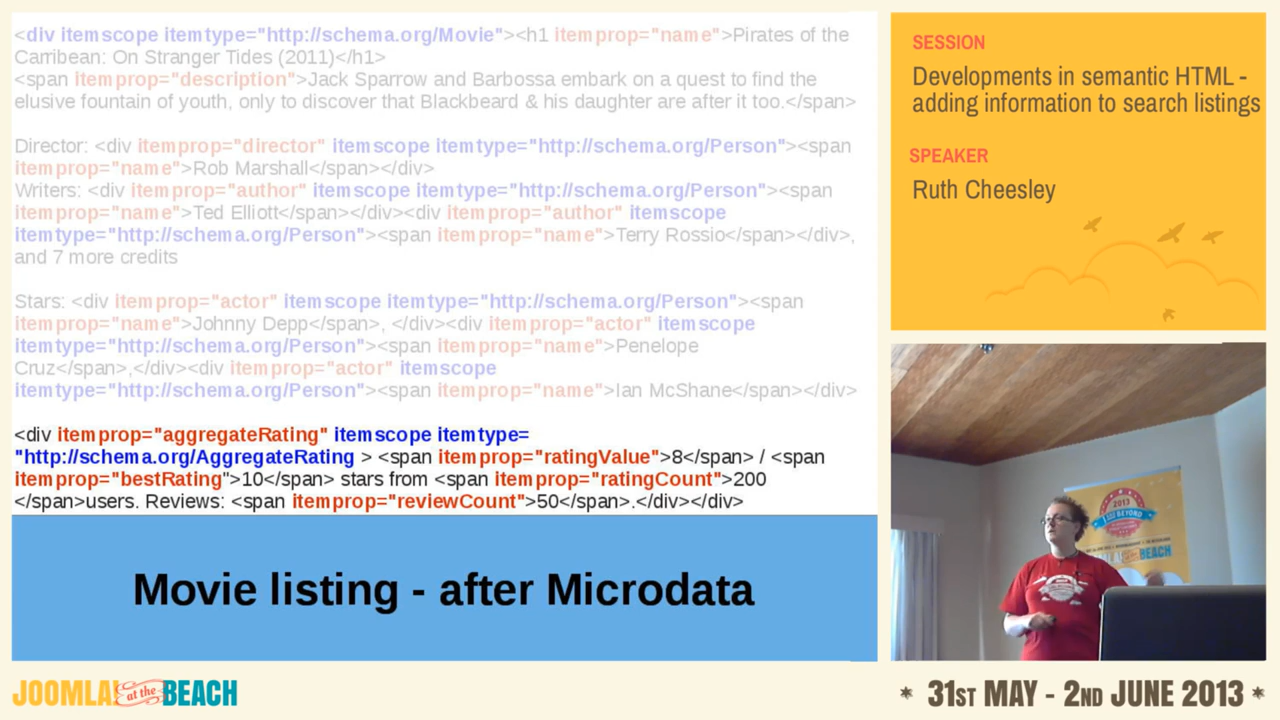 <div itemscope itemtype="http://schema.org/Movie"><h1 itemprop="name">Pirates of the
Carribean: On Stranger Tides (2011)</h1>
<span itemprop="description">Jack Sparrow and Barbossa embark on a quest to find the
elusive fountain of youth, only to discover that Blackbeard & his daughter are after it too.</span>
Director: <div itemprop="director" itemscope itemtype="http://schema.org/Person"><span
itemprop="name">Rob Marshall</span></div>
Writers: <div itemprop="author" itemscope itemtype="http://schema.org/Person"><span
itemprop="name">Ted Elliott</span></div><div itemprop="author" itemscope
itemtype="http://schema.org/Person"><span itemprop="name">Terry Rossio</span></div>,
and 7 more credits
Stars: <div itemprop="actor" itemscope itemtype="http://schema.org/Person"><span
itemprop="name">Johnny Depp</span>, </div><div itemprop="actor" itemscope
itemtype="http://schema.org/Person"><span itemprop="name">Penelope
Cruz</span>,</div><div itemprop="actor" itemscope
itemtype="http://schema.org/Person"><span itemprop="name">Ian McShane</span></div>
<div itemprop="aggregateRating" itemscope itemtype=
"http://schema.org/AggregateRating > <span itemprop="ratingValue">8</span> / <span
itemprop="bestRating">10</span> stars from <span itemprop="ratingCount">200
</span>users. Reviews: <span itemprop="reviewCount">50</span>.</div></div>
Movie listing - after Microdata
SESSION
Developments in semantic HTML -
adding information to search listings
SPEAKER
Ruth Cheesley
2013
BEYOND
BEACH
JOOMLA! at the BEACH
* 31ST MAY - 2ND JUNE 2013 *